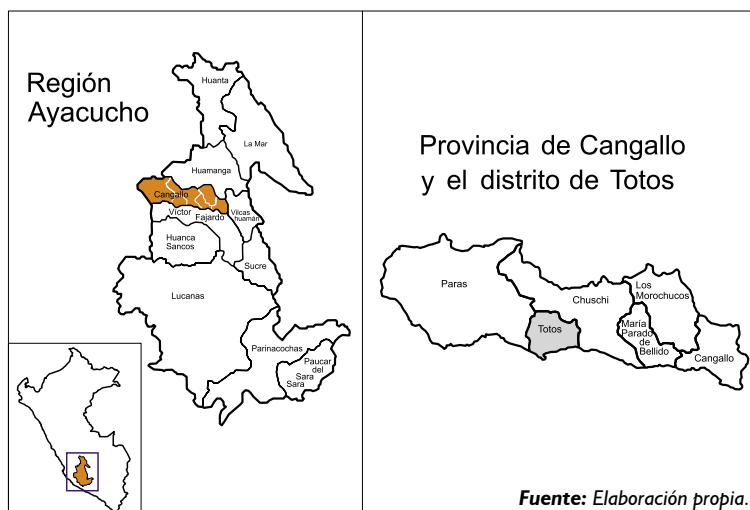 Región
Ayacucho
Huanta
La Mar
Huamanga
Cangallo
Víctor
Fajardo
Vilcas
huamán
Huanca
Sancos
Sucre
Lucanas
Parinacochas
Paucar
del
Sara
Sara
Provincia de Cangallo
y el distrito de Totos
Paras
Chuschi
Los
Morochucos
Totos
María
Parado
de
Bellido
Cangallo
Fuente: Elaboración propia.